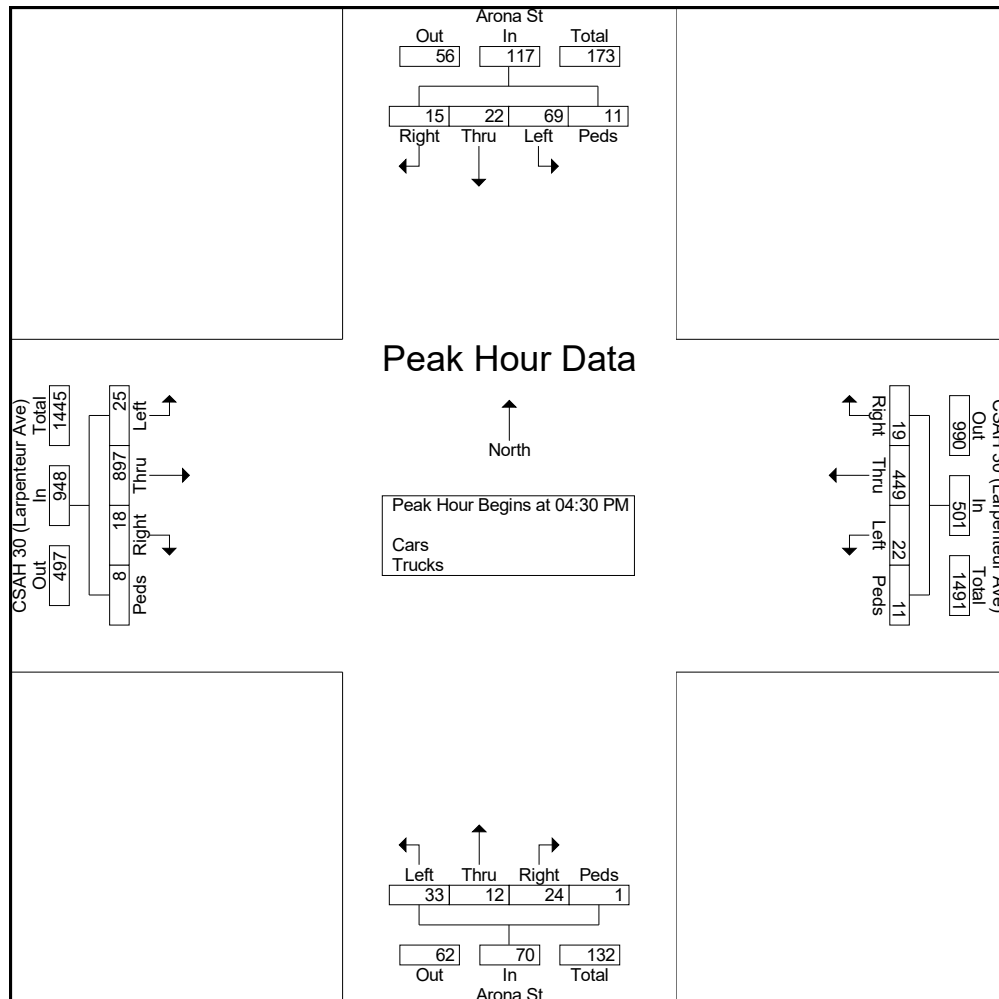 Arona St
Out In Total
56 117 173
15 22 69 11
Right Thru Left Peds
Peak Hour Data
North
Peak Hour Begins at 04:30 PM
Cars
Trucks
CSAH 30 (Larpenteur Ave)
Out In Total
497 948 1445
8 18 897 25
Peds Right Thru Left
CSAH 30 (Larpenteur Ave)
Out In Total
990 501 1491
19 449 22 11
Right Thru Left Peds
Left Thru Right Peds
33 12 24 1
62 70 132
Out In Total
Arona St